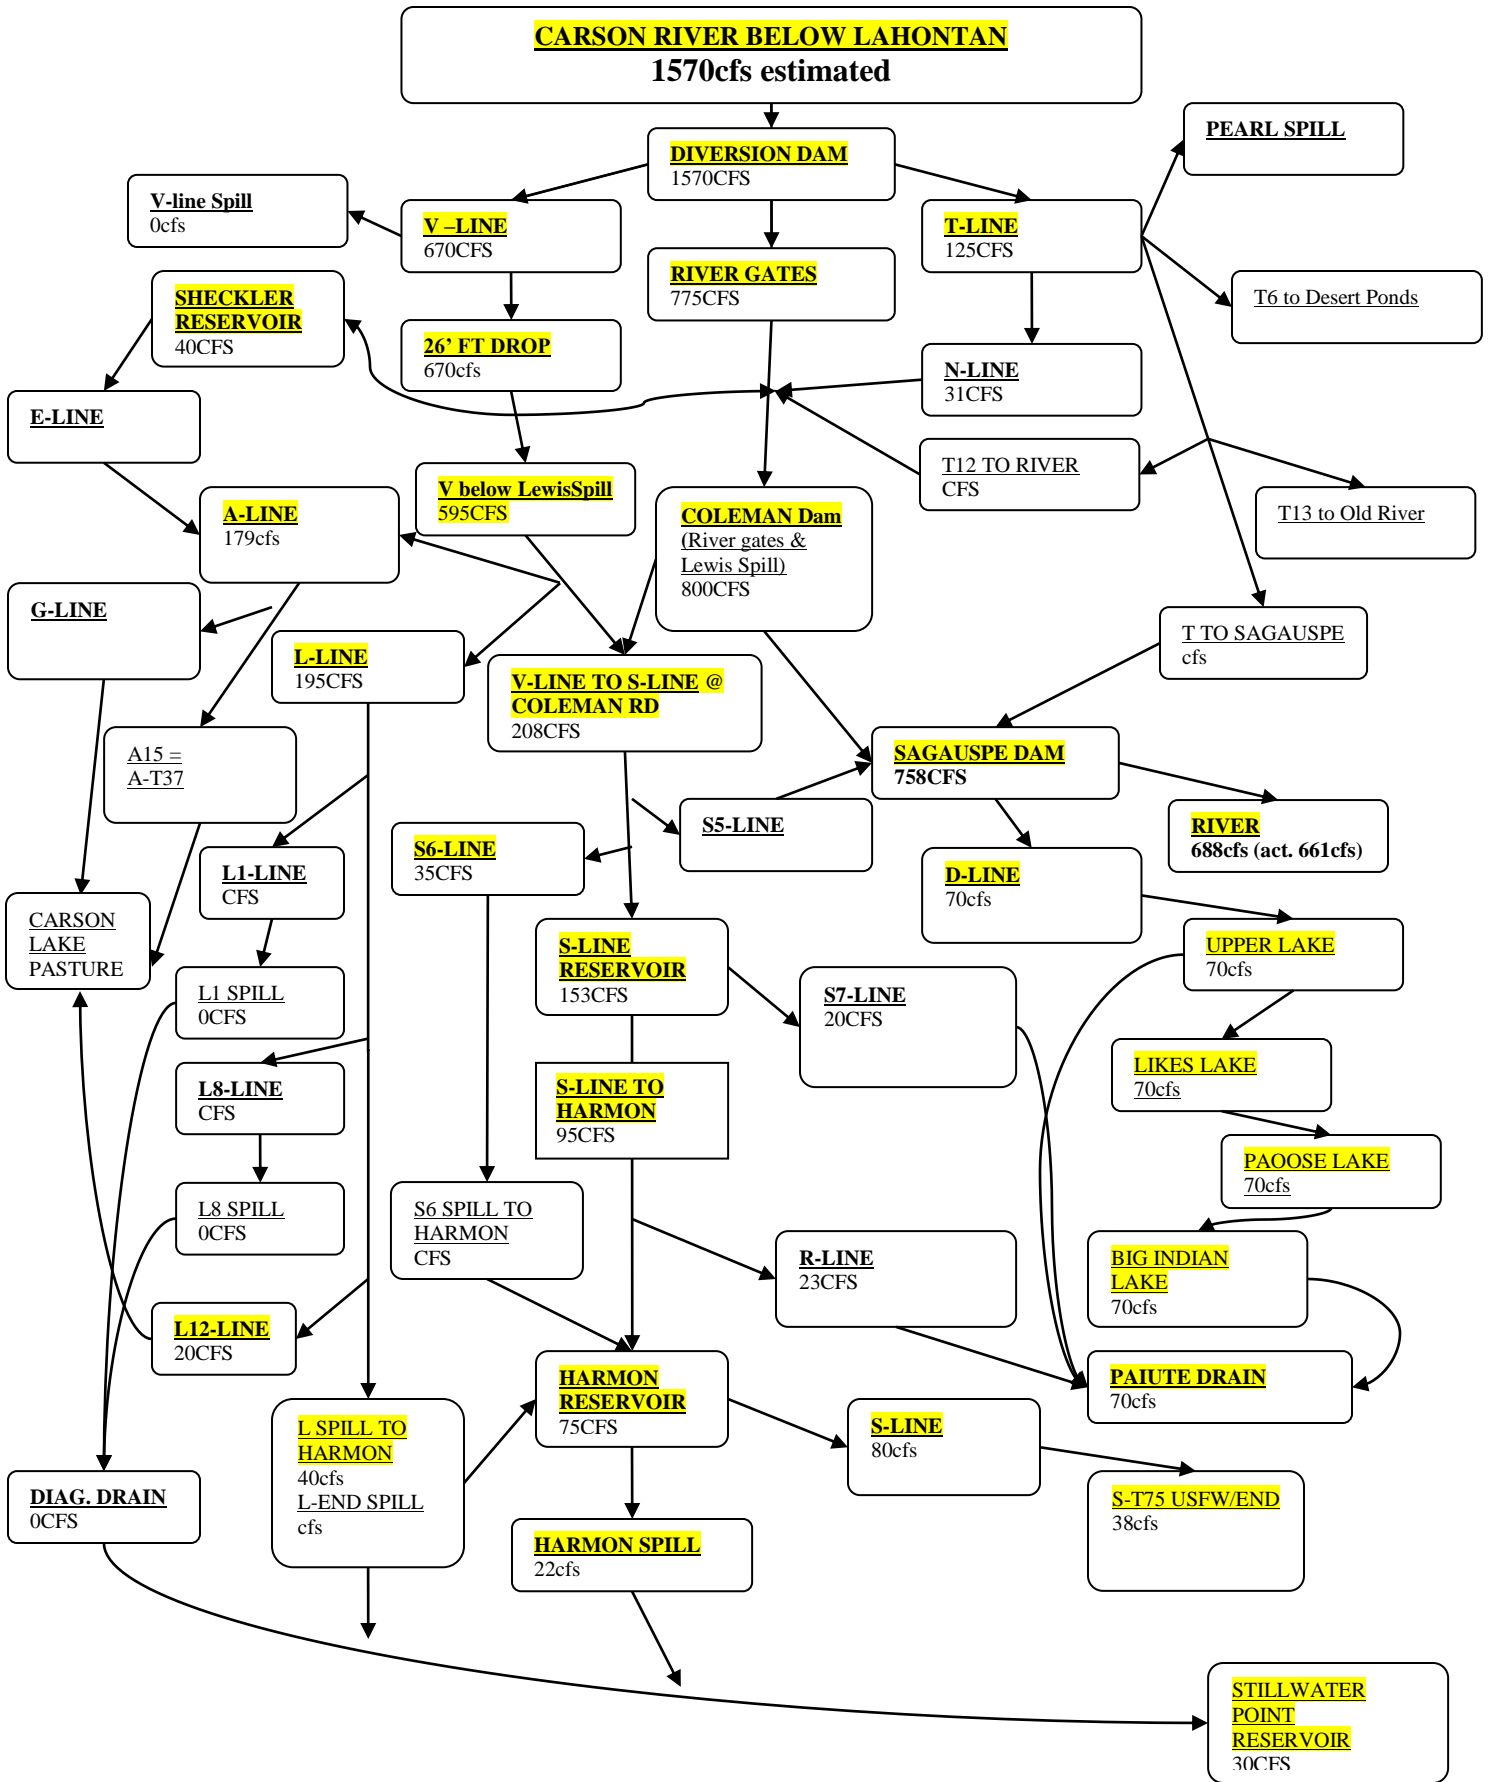 CARSON RIVER BELOW LAHONTAN
1570cfs estimated
PEARL SPILL
DIVERSION DAM
1570CFS
V-line Spill
0cfs
V –LINE
670CFS
T-LINE
125CFS
RIVER GATES
775CFS
SHECKLER
RESERVOIR
40CFS
T6 to Desert Ponds
26’ FT DROP
670cfs
N-LINE
31CFS
E-LINE
T12 TO RIVER
CFS
V below LewisSpill
595CFS
A-LINE
179cfs
COLEMAN Dam
(River gates &
Lewis Spill)
800CFS
T13 to Old River
G-LINE
T TO SAGAUSPE
cfs
L-LINE
195CFS
V-LINE TO S-LINE @
COLEMAN RD
208CFS
A15 =
A-T37
SAGAUSPE DAM
758CFS
S5-LINE
RIVER
688cfs (act. 661cfs)
S6-LINE
35CFS
L1-LINE
CFS
D-LINE
70cfs
CARSON
LAKE
PASTURE
S-LINE
RESERVOIR
153CFS
UPPER LAKE
70cfs
L1 SPILL
0CFS
S7-LINE
20CFS
LIKES LAKE
70cfs
L8-LINE
CFS
S-LINE TO
HARMON
95CFS
PAOOSE LAKE
70cfs
L8 SPILL
0CFS
S6 SPILL TO
HARMON
CFS
R-LINE
23CFS
BIG INDIAN
LAKE
70cfs
L12-LINE
20CFS
HARMON
RESERVOIR
75CFS
PAIUTE DRAIN
70cfs
L SPILL TO
HARMON
40cfs
L-END SPILL
cfs
S-LINE
80cfs
DIAG. DRAIN
0CFS
S-T75 USFW/END
38cfs
HARMON SPILL
22cfs
STILLWATER
POINT
RESERVOIR
30CFS